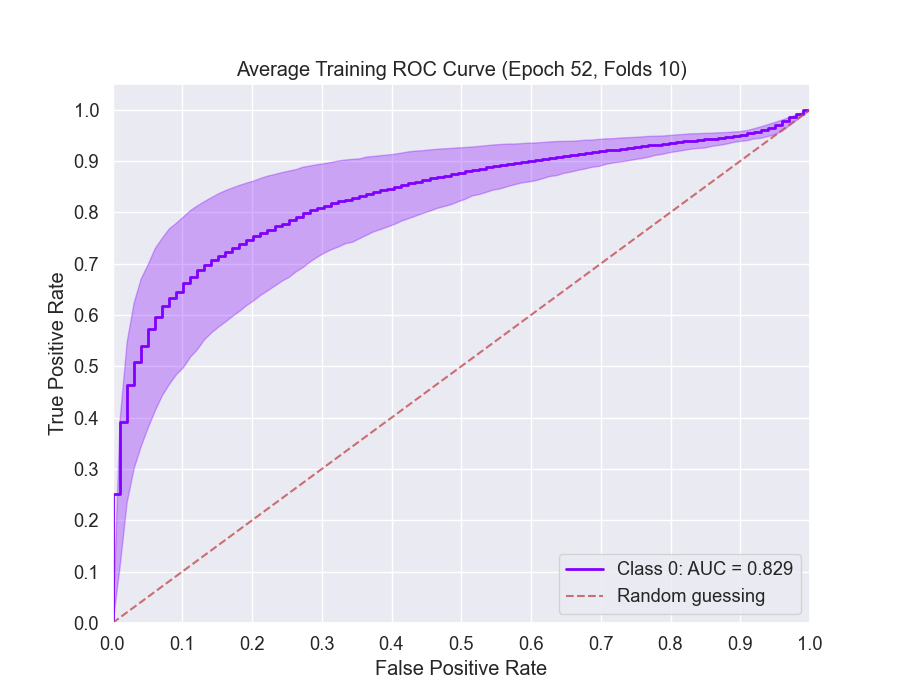 Average Training ROC Curve (Epoch 52, Folds 10)
True Positive Rate
1.0
0.9
0.8
0.7
0.6
0.5
0.4
0.3
0.2
0.1
0.0
Class 0: AUC = 0.829
Random guessing
0.0 0.1 0.2 0.3 0.4 0.5 0.6 0.7 0.8 0.9 1.0
False Positive Rate